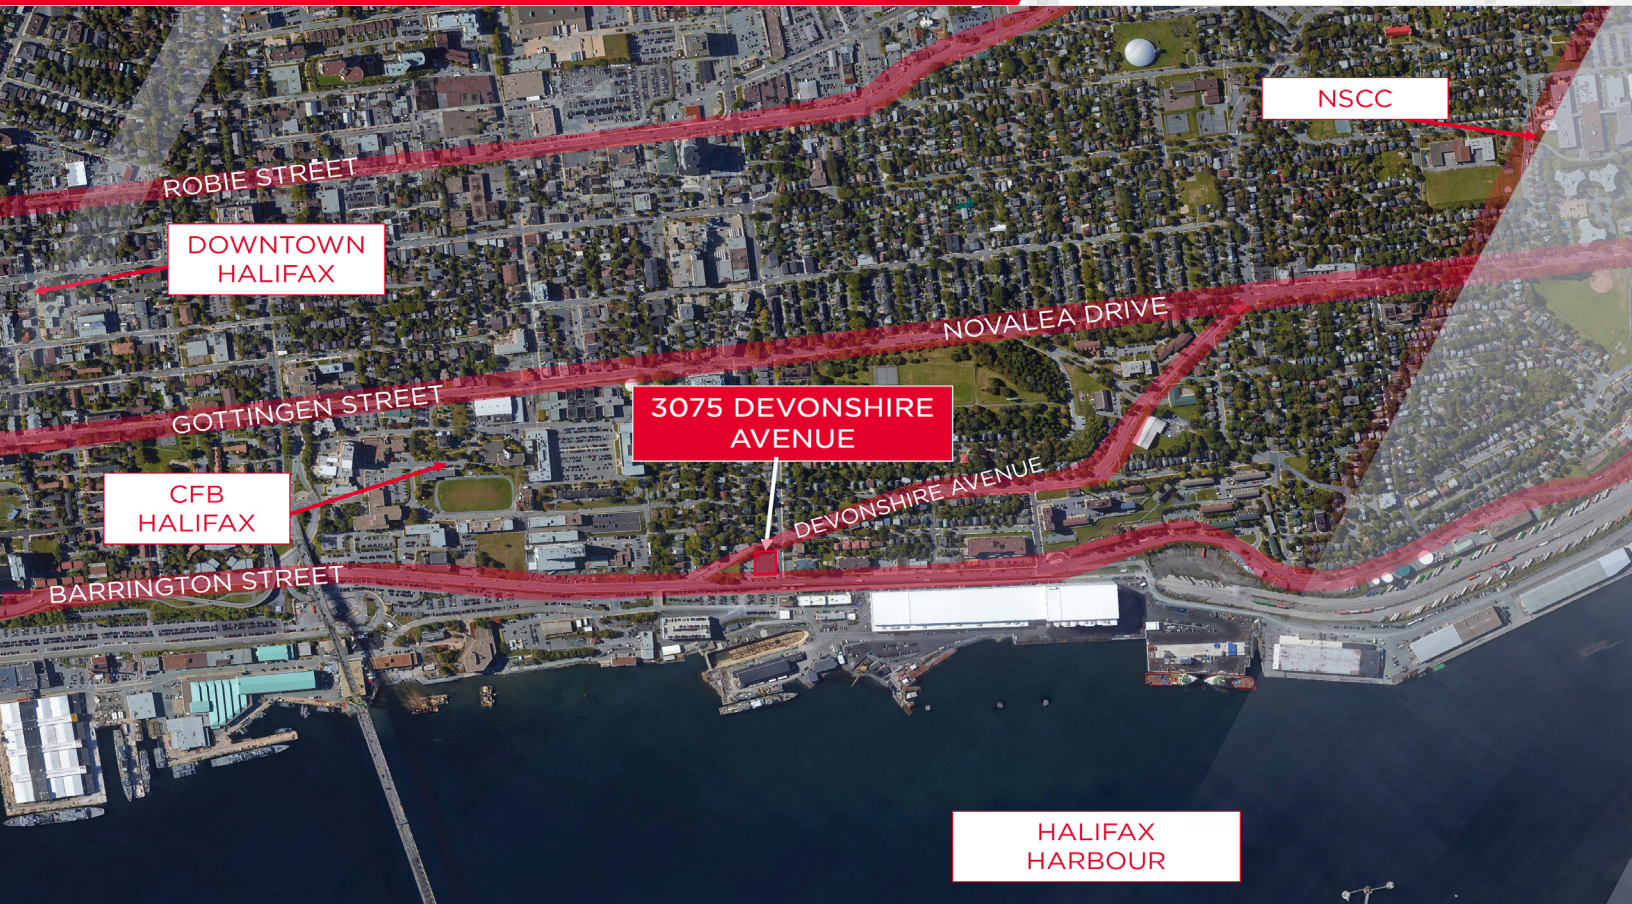 NSCC
ROBIE STREET
DOWNTOWN
HALIFAX
NOVALEA DRIVE
GOTTINGEN STREET
3075 DEVONSHIRE
AVENUE
DEVONSHIRE AVENUE
CFB
HALIFAX
BARRINGTON STREET
HALIFAX
HARBOUR